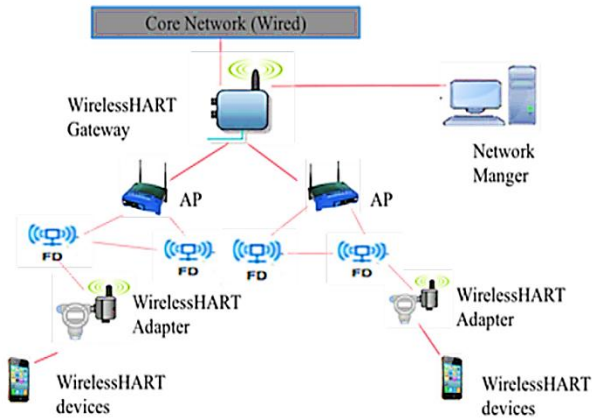 Core Network (Wired)
WirelessHART
Gateway
Network
Manger
AP
AP
FD
FD
FD
FD
WirelessHART
Adapter
WirelessHART
Adapter
WirelessHART
devices
WirelessHART
devices